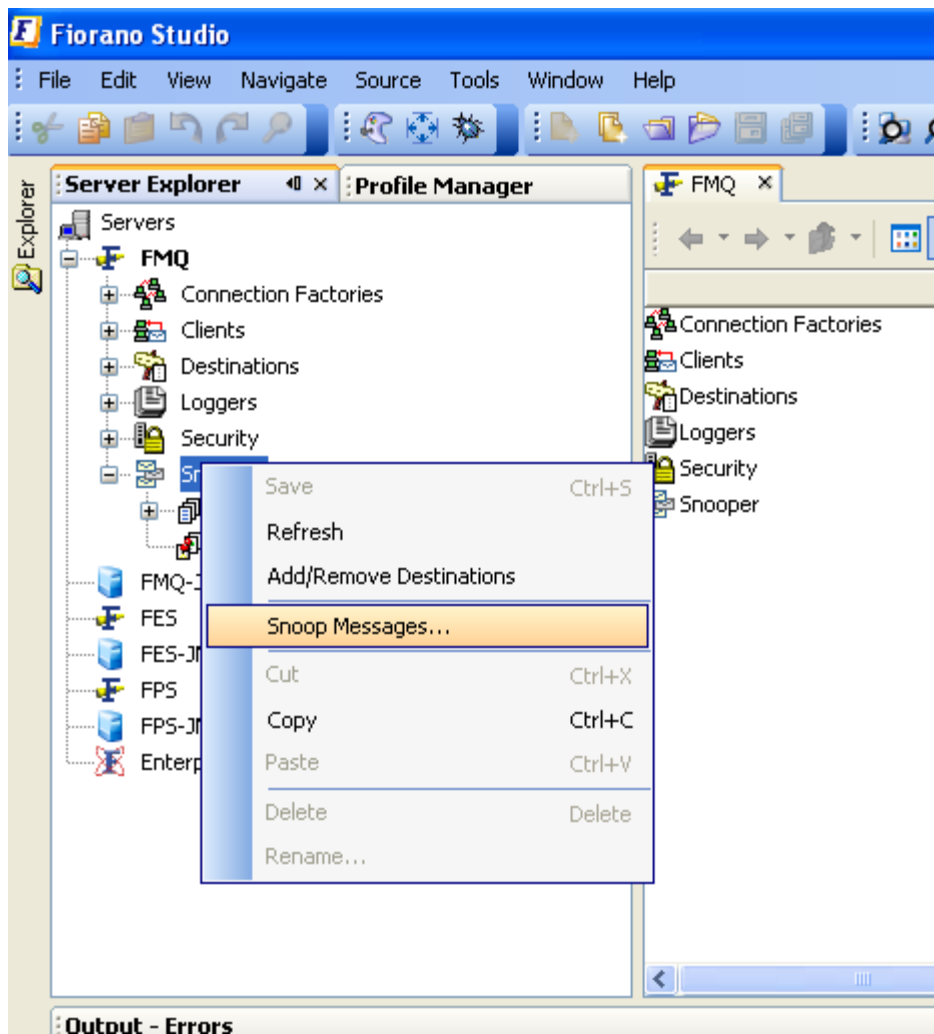 Fiorano Studio
File Edit View Navigate Source Tools Window Help
Explorer
Server Explorer
Profile Manager
FMQ
Servers
FMQ
Connection Factories
Clients
Destinations
Loggers
Security
FES
FPS
Save Ctrl+S
Refresh
Add/Remove Destinations
Snoop Messages...
Cut Ctrl+X
Copy Ctrl+C
Paste Ctrl+V
Delete Delete
Rename...
Connection Factories
Clients
Destinations
Loggers
Security
Snooper
Output - Errors